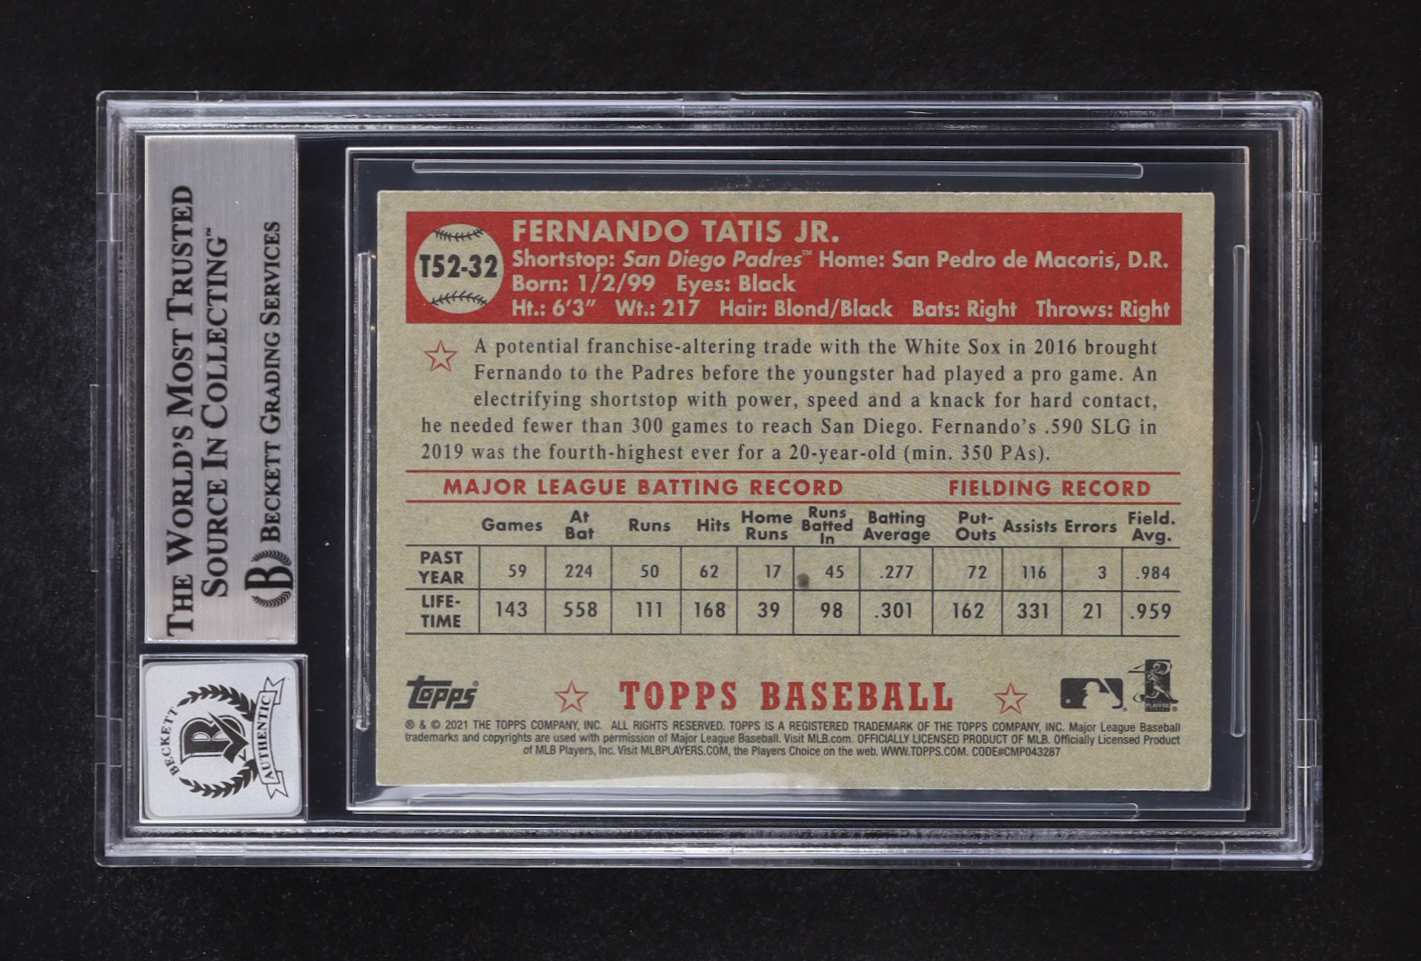 THE WORLD'S MOST TRUSTED
SOURCE IN COLLECTING™
B BECKETT GRADING SERVICES
BECKETT
B
AUTHENTIC
T52-32
FERNANDO TATIS JR.
Shortstop: San Diego Padres™ Home: San Pedro de Macoris, D.R.
Born: 1/2/99 Eyes: Black
Ht.: 6'3" Wt.: 217 Hair: Blond/Black Bats: Right Throws: Right
A potential franchise-altering trade with the White Sox in 2016 brought
Fernando to the Padres before the youngster had played a pro game. An
electrifying shortstop with power, speed and a knack for hard contact,
he needed fewer than 300 games to reach San Diego. Fernando's .590 SLG in
2019 was the fourth-highest ever for a 20-year-old (min. 350 PAs).
MAJOR LEAGUE BATTING RECORD FIELDING RECORD
Games At Bat Runs Hits Home Runs Runs Batted In Batting Average Put-Outs Assists Errors Field. Avg.
PAST YEAR 59 224 50 62 17 45 .277 72 116 3 .984
LIFE-TIME 143 558 111 168 39 98 .301 162 331 21 .959
Topps® TOPPS BASEBALL
® & © 2021 THE TOPPS COMPANY, INC. ALL RIGHTS RESERVED. TOPPS IS A REGISTERED TRADEMARK OF THE TOPPS COMPANY, INC. Major League Baseball
trademarks and copyrights are used with permission of Major League Baseball. Visit MLB.com. OFFICIALLY LICENSED PRODUCT OF MLB. Officially Licensed Product
of MLB Players, Inc. Visit MLBPLAYERS.COM, the Players Choice on the web. WWW.TOPPS.COM. CODE#CMP043287